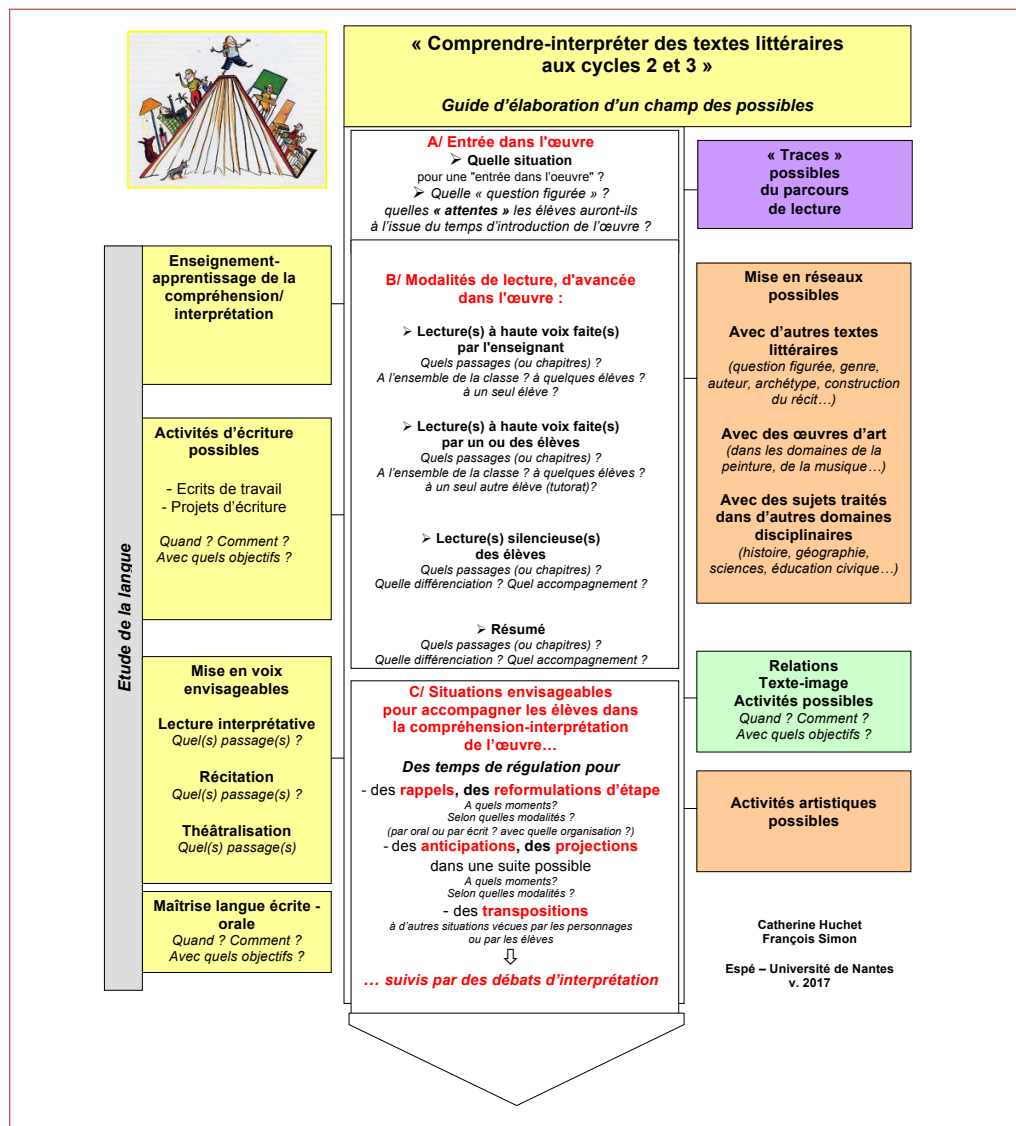 « Comprendre-interpréter des textes littéraires
aux cycles 2 et 3 »
Guide d'élaboration d'un champ des possibles
A/ Entrée dans l'œuvre
➢ Quelle situation
pour une "entrée dans l'oeuvre" ?
➢ Quelle « question figurée » ?
quelles « attentes » les élèves auront-ils
à l'issue du temps d'introduction de l'œuvre ?
« Traces »
possibles
du parcours
de lecture
Etude de la langue
Enseignement-
apprentissage de la
compréhension/
interprétation
Activités d'écriture
possibles
- Ecrits de travail
- Projets d'écriture
Quand ? Comment ?
Avec quels objectifs ?
Mise en voix
envisageables
Lecture interprétative
Quel(s) passage(s) ?
Récitation
Quel(s) passage(s) ?
Théâtralisation
Quel(s) passage(s)
Maîtrise langue écrite -
orale
Quand ? Comment ?
Avec quels objectifs ?
B/ Modalités de lecture, d'avancée
dans l'œuvre :
➢ Lecture(s) à haute voix faite(s)
par l'enseignant
Quels passages (ou chapitres) ?
A l'ensemble de la classe ? à quelques élèves ?
à un seul élève ?
➢ Lecture(s) à haute voix faite(s)
par un ou des élèves
Quels passages (ou chapitres) ?
A l'ensemble de la classe ? à quelques élèves ?
à un seul autre élève (tutorat)?
➢ Lecture(s) silencieuse(s)
des élèves
Quels passages (ou chapitres) ?
Quelle différenciation ? Quel accompagnement ?
➢ Résumé
Quels passages (ou chapitres) ?
Quelle différenciation ? Quel accompagnement ?
C/ Situations envisageables
pour accompagner les élèves dans
la compréhension-interprétation
de l'œuvre…
Des temps de régulation pour
- des rappels, des reformulations d'étape
A quels moments?
Selon quelles modalités ?
(par oral ou par écrit ? avec quelle organisation ?)
- des anticipations, des projections
dans une suite possible
A quels moments?
Selon quelles modalités ?
- des transpositions
à d'autres situations vécues par les personnages
ou par les élèves
… suivis par des débats d'interprétation
Mise en réseaux
possibles
Avec d'autres textes
littéraires
(question figurée, genre,
auteur, archétype, construction
du récit…)
Avec des œuvres d'art
(dans les domaines de la
peinture, de la musique…)
Avec des sujets traités
dans d'autres domaines
disciplinaires
(histoire, géographie,
sciences, éducation civique…)
Relations
Texte-image
Activités possibles
Quand ? Comment ?
Avec quels objectifs ?
Activités artistiques
possibles
Catherine Huchet
François Simon
Espé – Université de Nantes
v. 2017